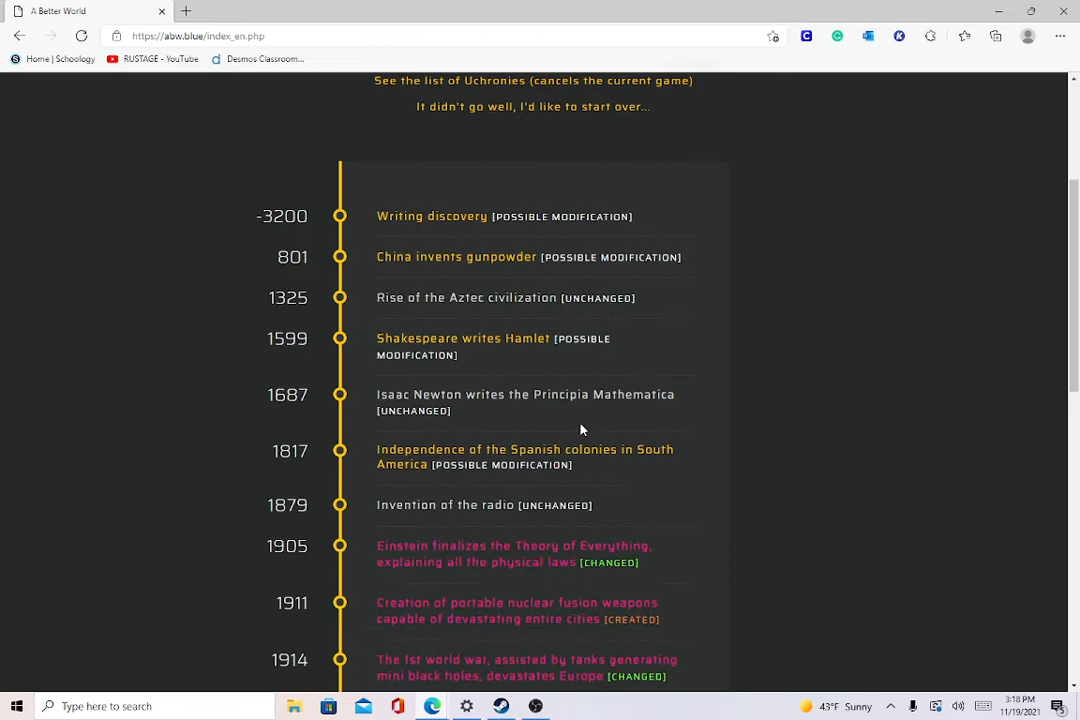 A Better World
https://abw.blue/index_en.php
Home | Schoology
RUSTAGE - YouTube
Desmos Classroom...
See the list of Uchronies (cancels the current game)
It didn't go well, I'd like to start over...
-3200 Writing discovery [POSSIBLE MODIFICATION]
801 China invents gunpowder [POSSIBLE MODIFICATION]
1325 Rise of the Aztec civilization [UNCHANGED]
1599 Shakespeare writes Hamlet [POSSIBLE
MODIFICATION]
1687 Isaac Newton writes the Principia Mathematica
[UNCHANGED]
1817 Independence of the Spanish colonies in South
America [POSSIBLE MODIFICATION]
1879 Invention of the radio [UNCHANGED]
1905 Einstein finalizes the Theory of Everything,
explaining all the physical laws [CHANGED]
1911 Creation of portable nuclear fusion weapons
capable of devastating entire cities [CREATED]
1914 The 1st world war, assisted by tanks generating
mini black holes, devastates Europe [CHANGED]
Type here to search
43°F Sunny
3:18 PM
11/19/2021